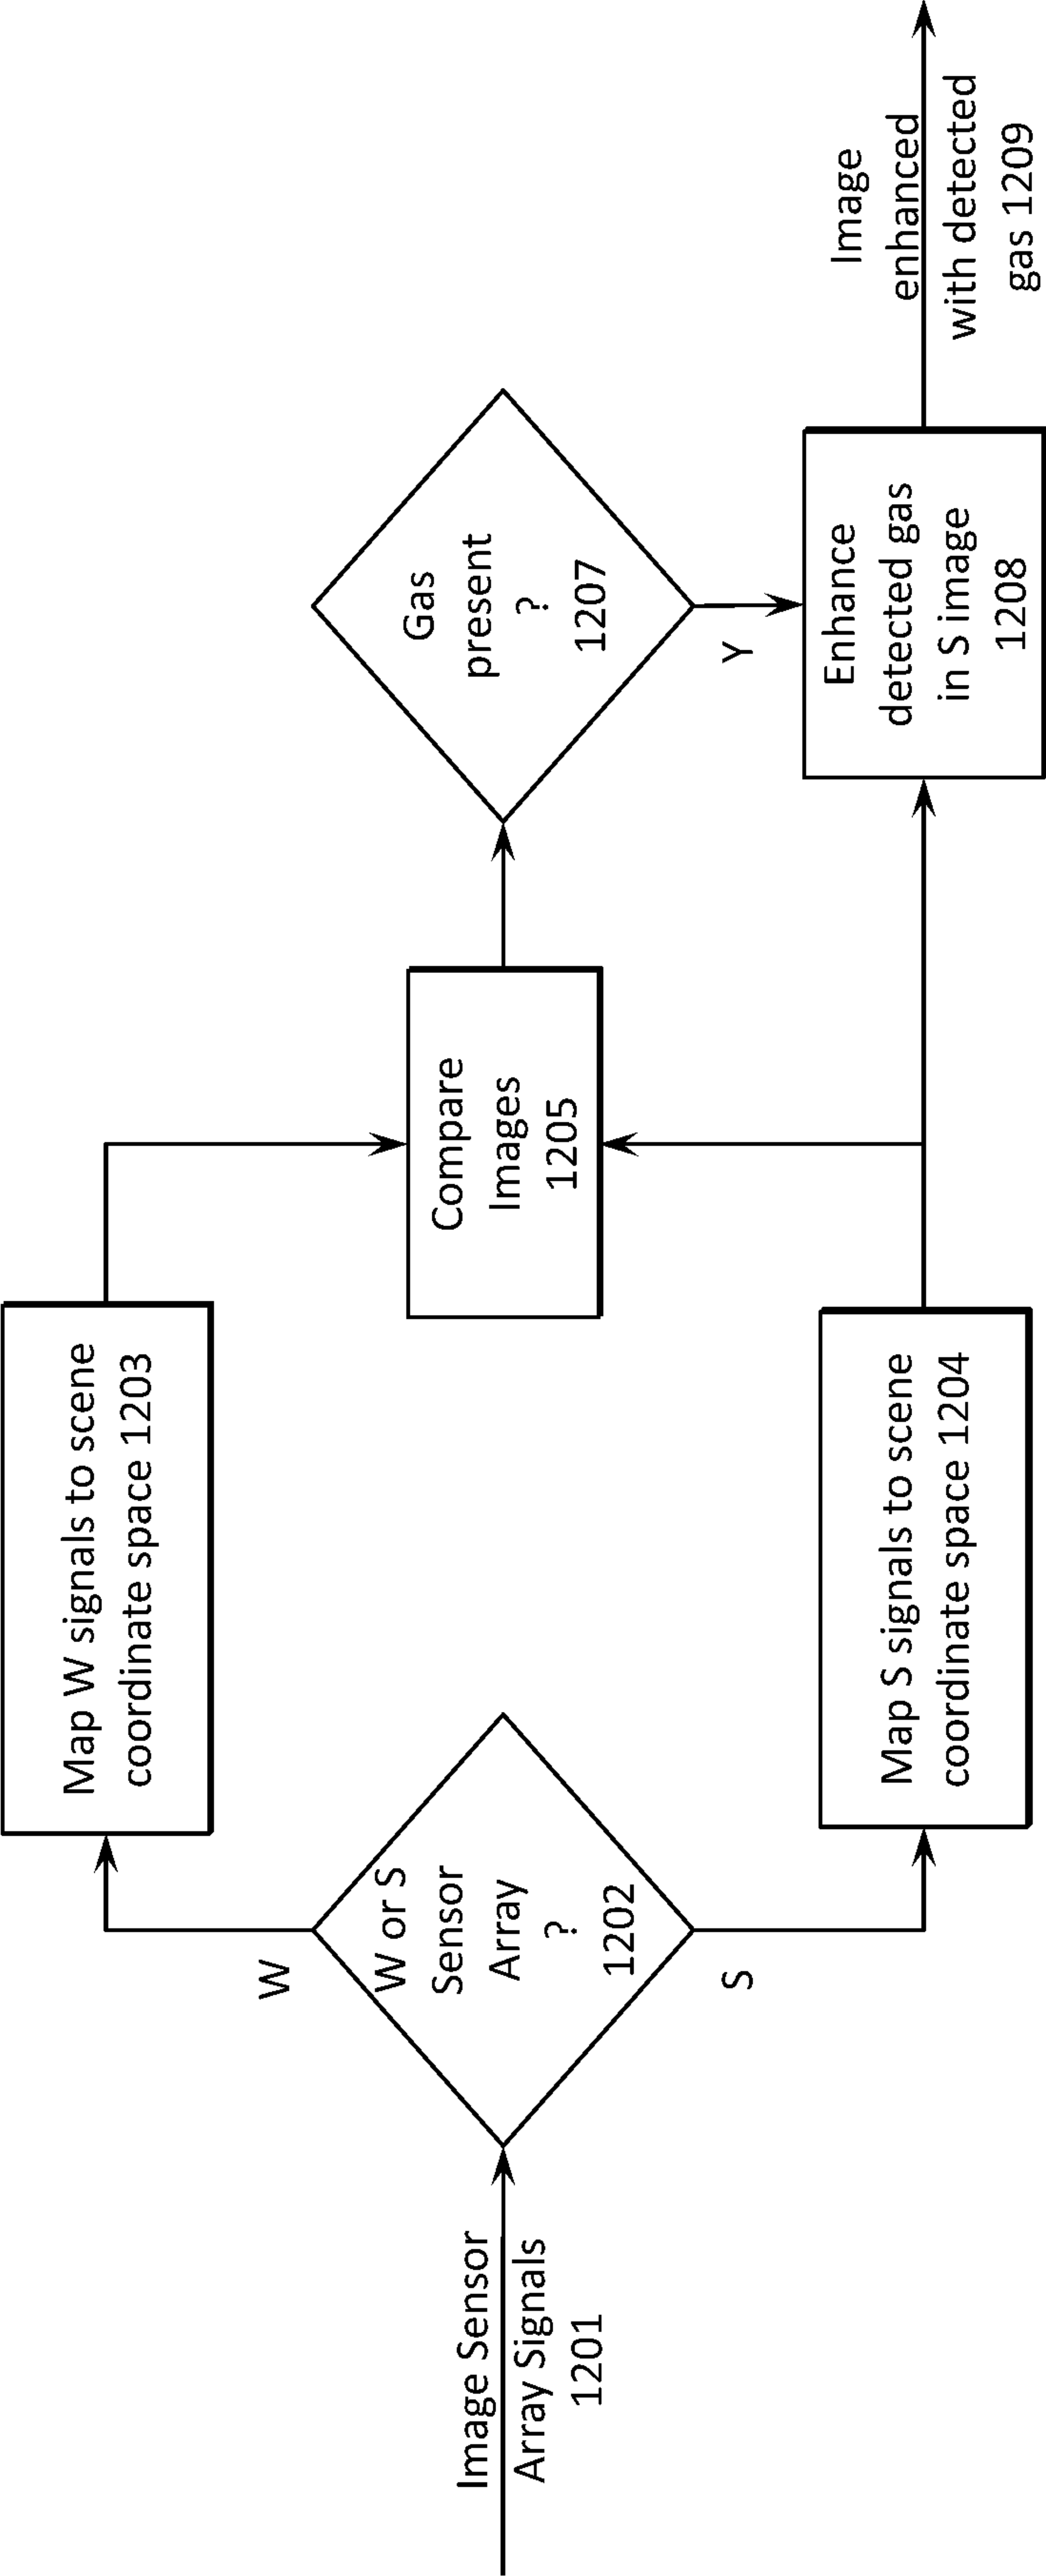 Image Sensor
Array Signals
1201
W
W or S
Sensor
Array
?
1202
S
Map W signals to scene
coordinate space 1203
Map S signals to scene
coordinate space 1204
Compare
Images
1205
Gas
present
?
1207
Y
Enhance
detected gas
in S image
1208
Image
enhanced
with detected
gas 1209